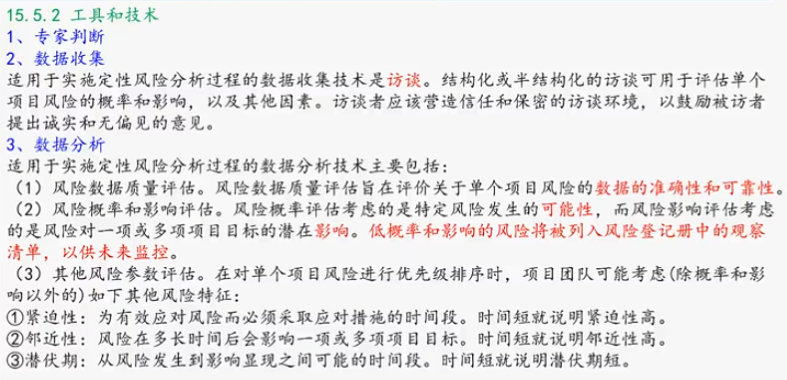 15.5.2 工具和技术
1、专家判断
2、数据收集
适用于实施定性风险分析过程的数据收集技术是访谈。结构化或半结构化的访谈可用于评估单个
项目风险的概率和影响，以及其他因素。访谈者应该营造信任和保密的访谈环境，以鼓励被访者
提出诚实和无偏见的意见。
3、数据分析
适用于实施定性风险分析过程的数据分析技术主要包括：
（1）风险数据质量评估。风险数据质量评估旨在评价关于单个项目风险的数据的准确性和可靠性。
（2）风险概率和影响评估。风险概率评估考虑的是特定风险发生的可能性，而风险影响评估考虑
的是风险对一项或多项项目目标的潜在影响。低概率和影响的风险将被列入风险登记册中的观察
清单，以供未来监控。
（3）其他风险参数评估。在对单个项目风险进行优先级排序时，项目团队可能考虑(除概率和影
响以外的)如下其他风险特征：
①紧迫性：为有效应对风险而必须采取应对措施的时间段。时间短就说明紧迫性高。
②邻近性：风险在多长时间后会影响一项或多项项目目标。时间短就说明邻近性高。
③潜伏期：从风险发生到影响显现之间可能的时间段。时间短就说明潜伏期短。